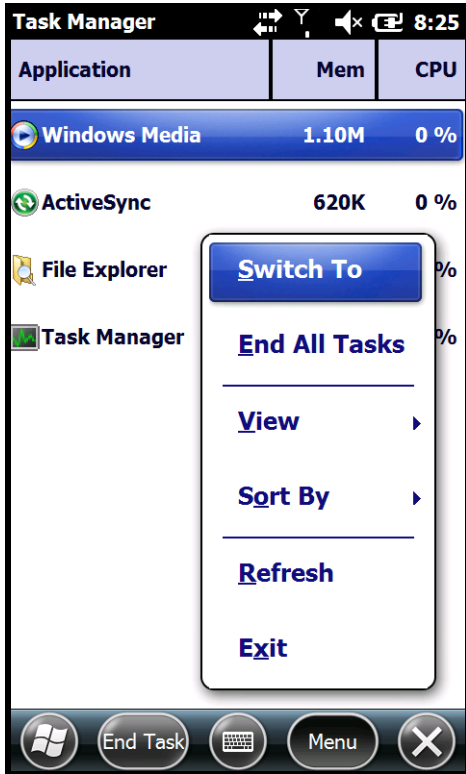 Task Manager 8:25
Application Mem CPU
Windows Media 1.10M 0 %
ActiveSync 620K 0 %
File Explorer %
Task Manager %
Switch To
End All Tasks
View
Sort By
Refresh
Exit
End Task Menu